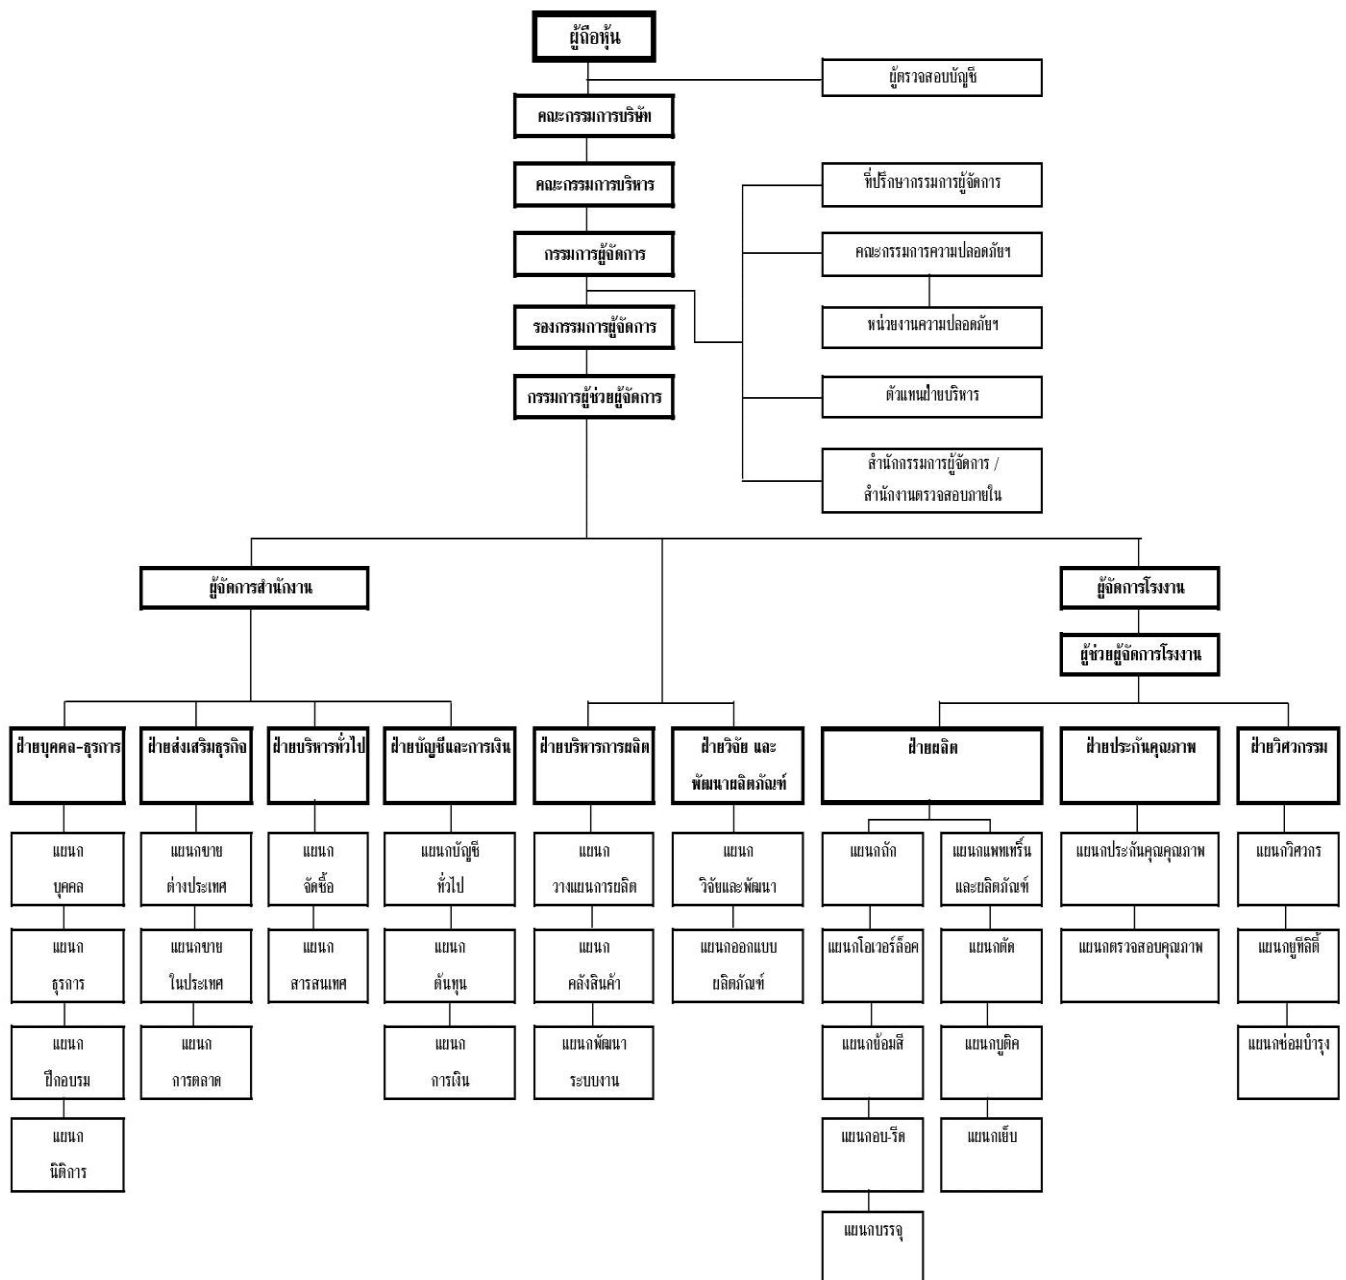 ผู้ถือหุ้น
ผู้ตรวจสอบบัญชี
คณะกรรมการบริษัท
คณะกรรมการบริหาร
ที่ปรึกษากรรมการผู้จัดการ
กรรมการผู้จัดการ
คณะกรรมการความปลอดภัยฯ
รองกรรมการผู้จัดการ
หน่วยงานความปลอดภัยฯ
กรรมการผู้ช่วยผู้จัดการ
ตัวแทนฝ่ายบริหาร
สำนักกรรมการผู้จัดการ /
สำนักงานตรวจสอบภายใน
ผู้จัดการสำนักงาน
ผู้จัดการโรงงาน
ผู้ช่วยผู้จัดการโรงงาน
ฝ่ายบุคคล-ธุรการ
ฝ่ายส่งเสริมธุรกิจ
ฝ่ายบริหารทั่วไป
ฝ่ายบัญชีและการเงิน
ฝ่ายบริหารการผลิต
ฝ่ายวิจัย และ
พัฒนาผลิตภัณฑ์
ฝ่ายผลิต
ฝ่ายประกันคุณภาพ
ฝ่ายวิศวกรรม
แผนก
บุคคล
แผนกขาย
ต่างประเทศ
แผนก
จัดซื้อ
แผนกบัญชี
ทั่วไป
แผนก
วางแผนการผลิต
แผนก
วิจัยและพัฒนา
แผนกถัก
แผนกแพทเทริ์น
และผลิตภัณฑ์
แผนกประกันคุณคุณภาพ
แผนกวิศวกร
แผนก
ธุรการ
แผนกขาย
ในประเทศ
แผนก
สารสนเทศ
แผนก
ต้นทุน
แผนก
คลังสินค้า
แผนกออกแบบ
ผลิตภัณฑ์
แผนกโอเวอร์ล็อค
แผนกตัด
แผนกตรวจสอบคุณภาพ
แผนกยูทีลิตี้
แผนก
ฝึกอบรม
แผนก
การตลาด
แผนก
การเงิน
แผนกพัฒนา
ระบบงาน
แผนกย้อมสี
แผนกบูติค
แผนกซ่อมบำรุง
แผนก
นิติการ
แผนกอบ-รีด
แผนกเย็บ
แผนกบรรจุ